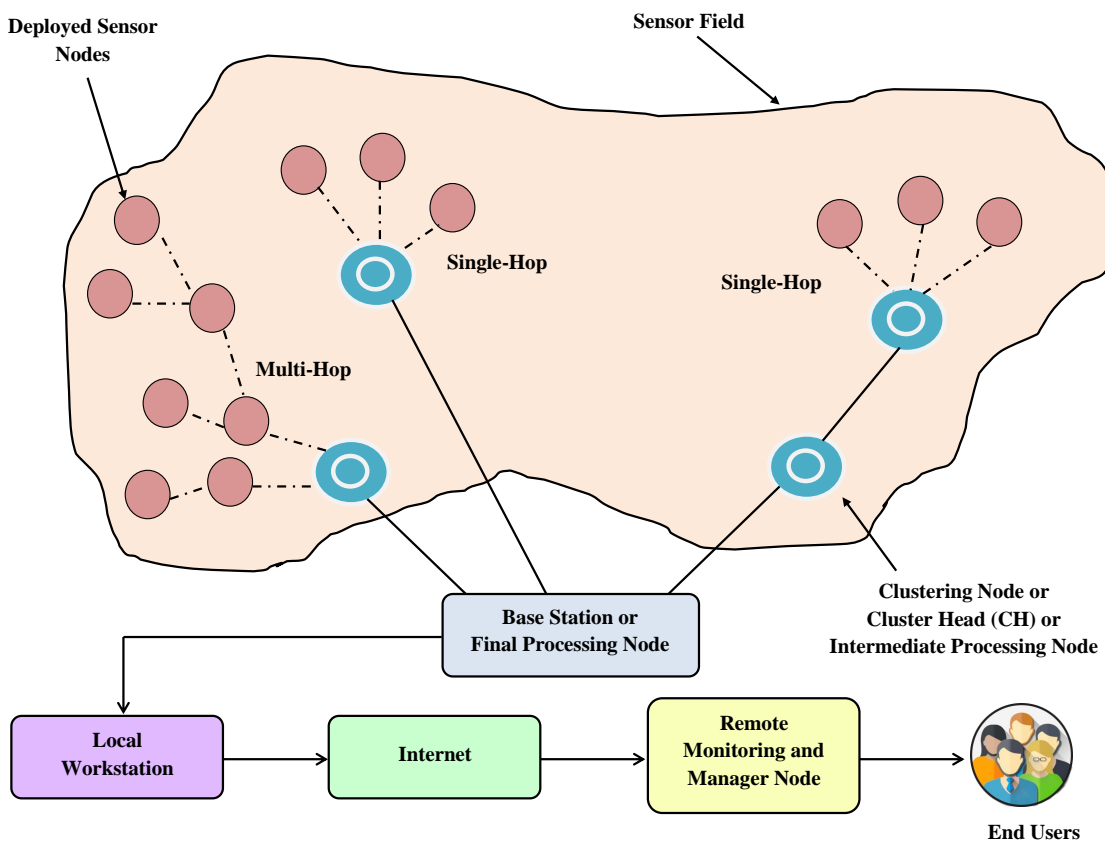 Deployed Sensor
Nodes
Sensor Field
Single-Hop
Single-Hop
Multi-Hop
Clustering Node or
Cluster Head (CH) or
Intermediate Processing Node
Base Station or
Final Processing Node
Local
Workstation
Internet
Remote
Monitoring and
Manager Node
End Users